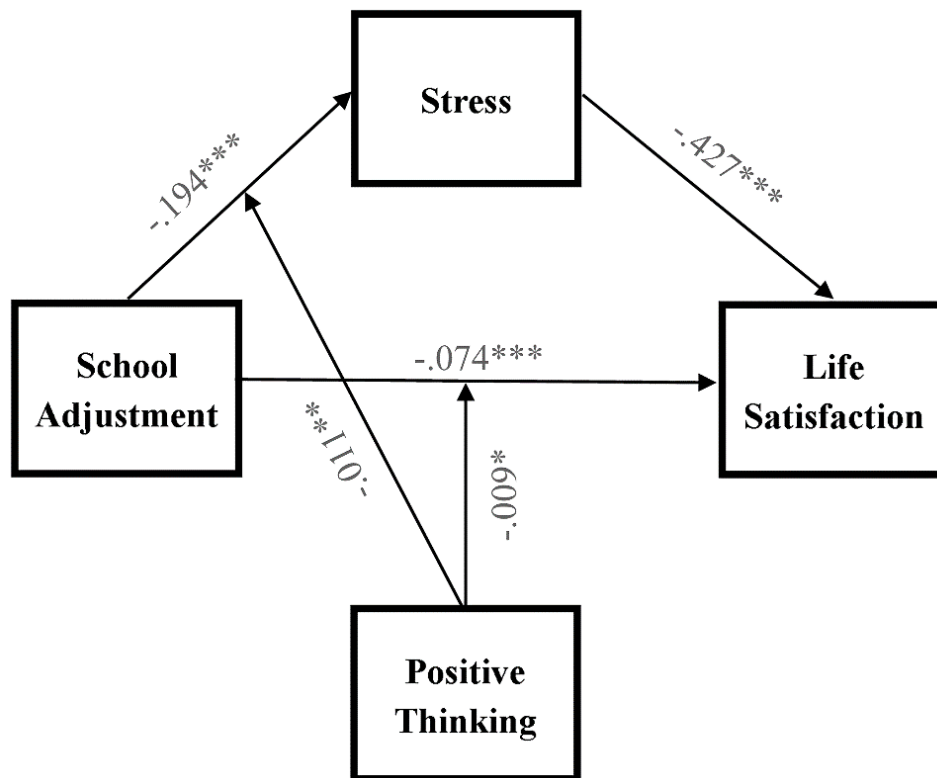 Stress
-.194***
-.427***
School
Adjustment
-.074***
Life
Satisfaction
-.011**
-.009*
Positive
Thinking